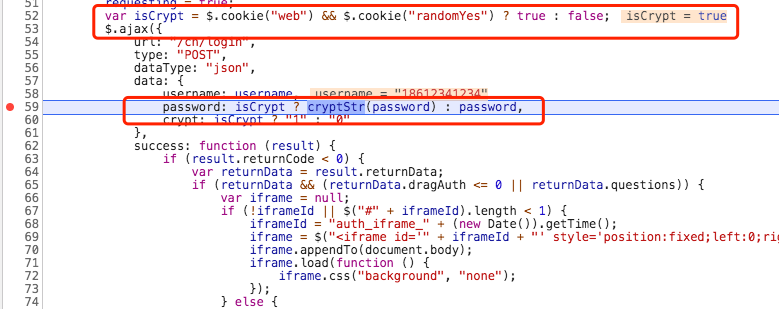 51 requesting = true;
52 var isCrypt = $.cookie("web") && $.cookie("randomYes") ? true : false; isCrypt = true
53 $.ajax({
54 url: "/cn/login",
55 type: "POST",
56 dataType: "json",
57 data: {
58 username: username, username = "18612341234"
59 password: isCrypt ? cryptStr(password) : password,
60 crypt: isCrypt ? "1" : "0"
61 },
62 success: function (result) {
63 if (result.returnCode < 0) {
64 var returnData = result.returnData;
65 if (returnData && (returnData.dragAuth <= 0 || returnData.questions)) {
66 var iframe = null;
67 if (!iframeId || $("#" + iframeId).length < 1) {
68 iframeId = "auth_iframe_" + (new Date()).getTime();
69 iframe = $("<iframe id='" + iframeId + "' style='position:fixed;left:0;rig
70 iframe.appendTo(document.body);
71 iframe.load(function () {
72 iframe.css("background", "none");
73 });
74 } else {